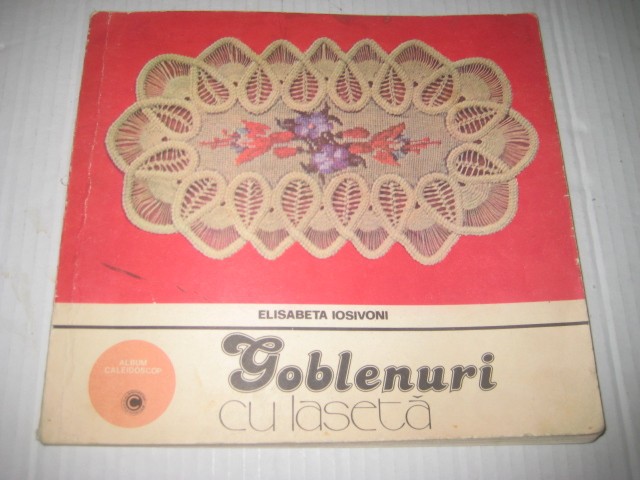 ELISABETA IOSIVONI
Goblenuri
cu lasetă
ALBUM
CALEIDOSCOP
C